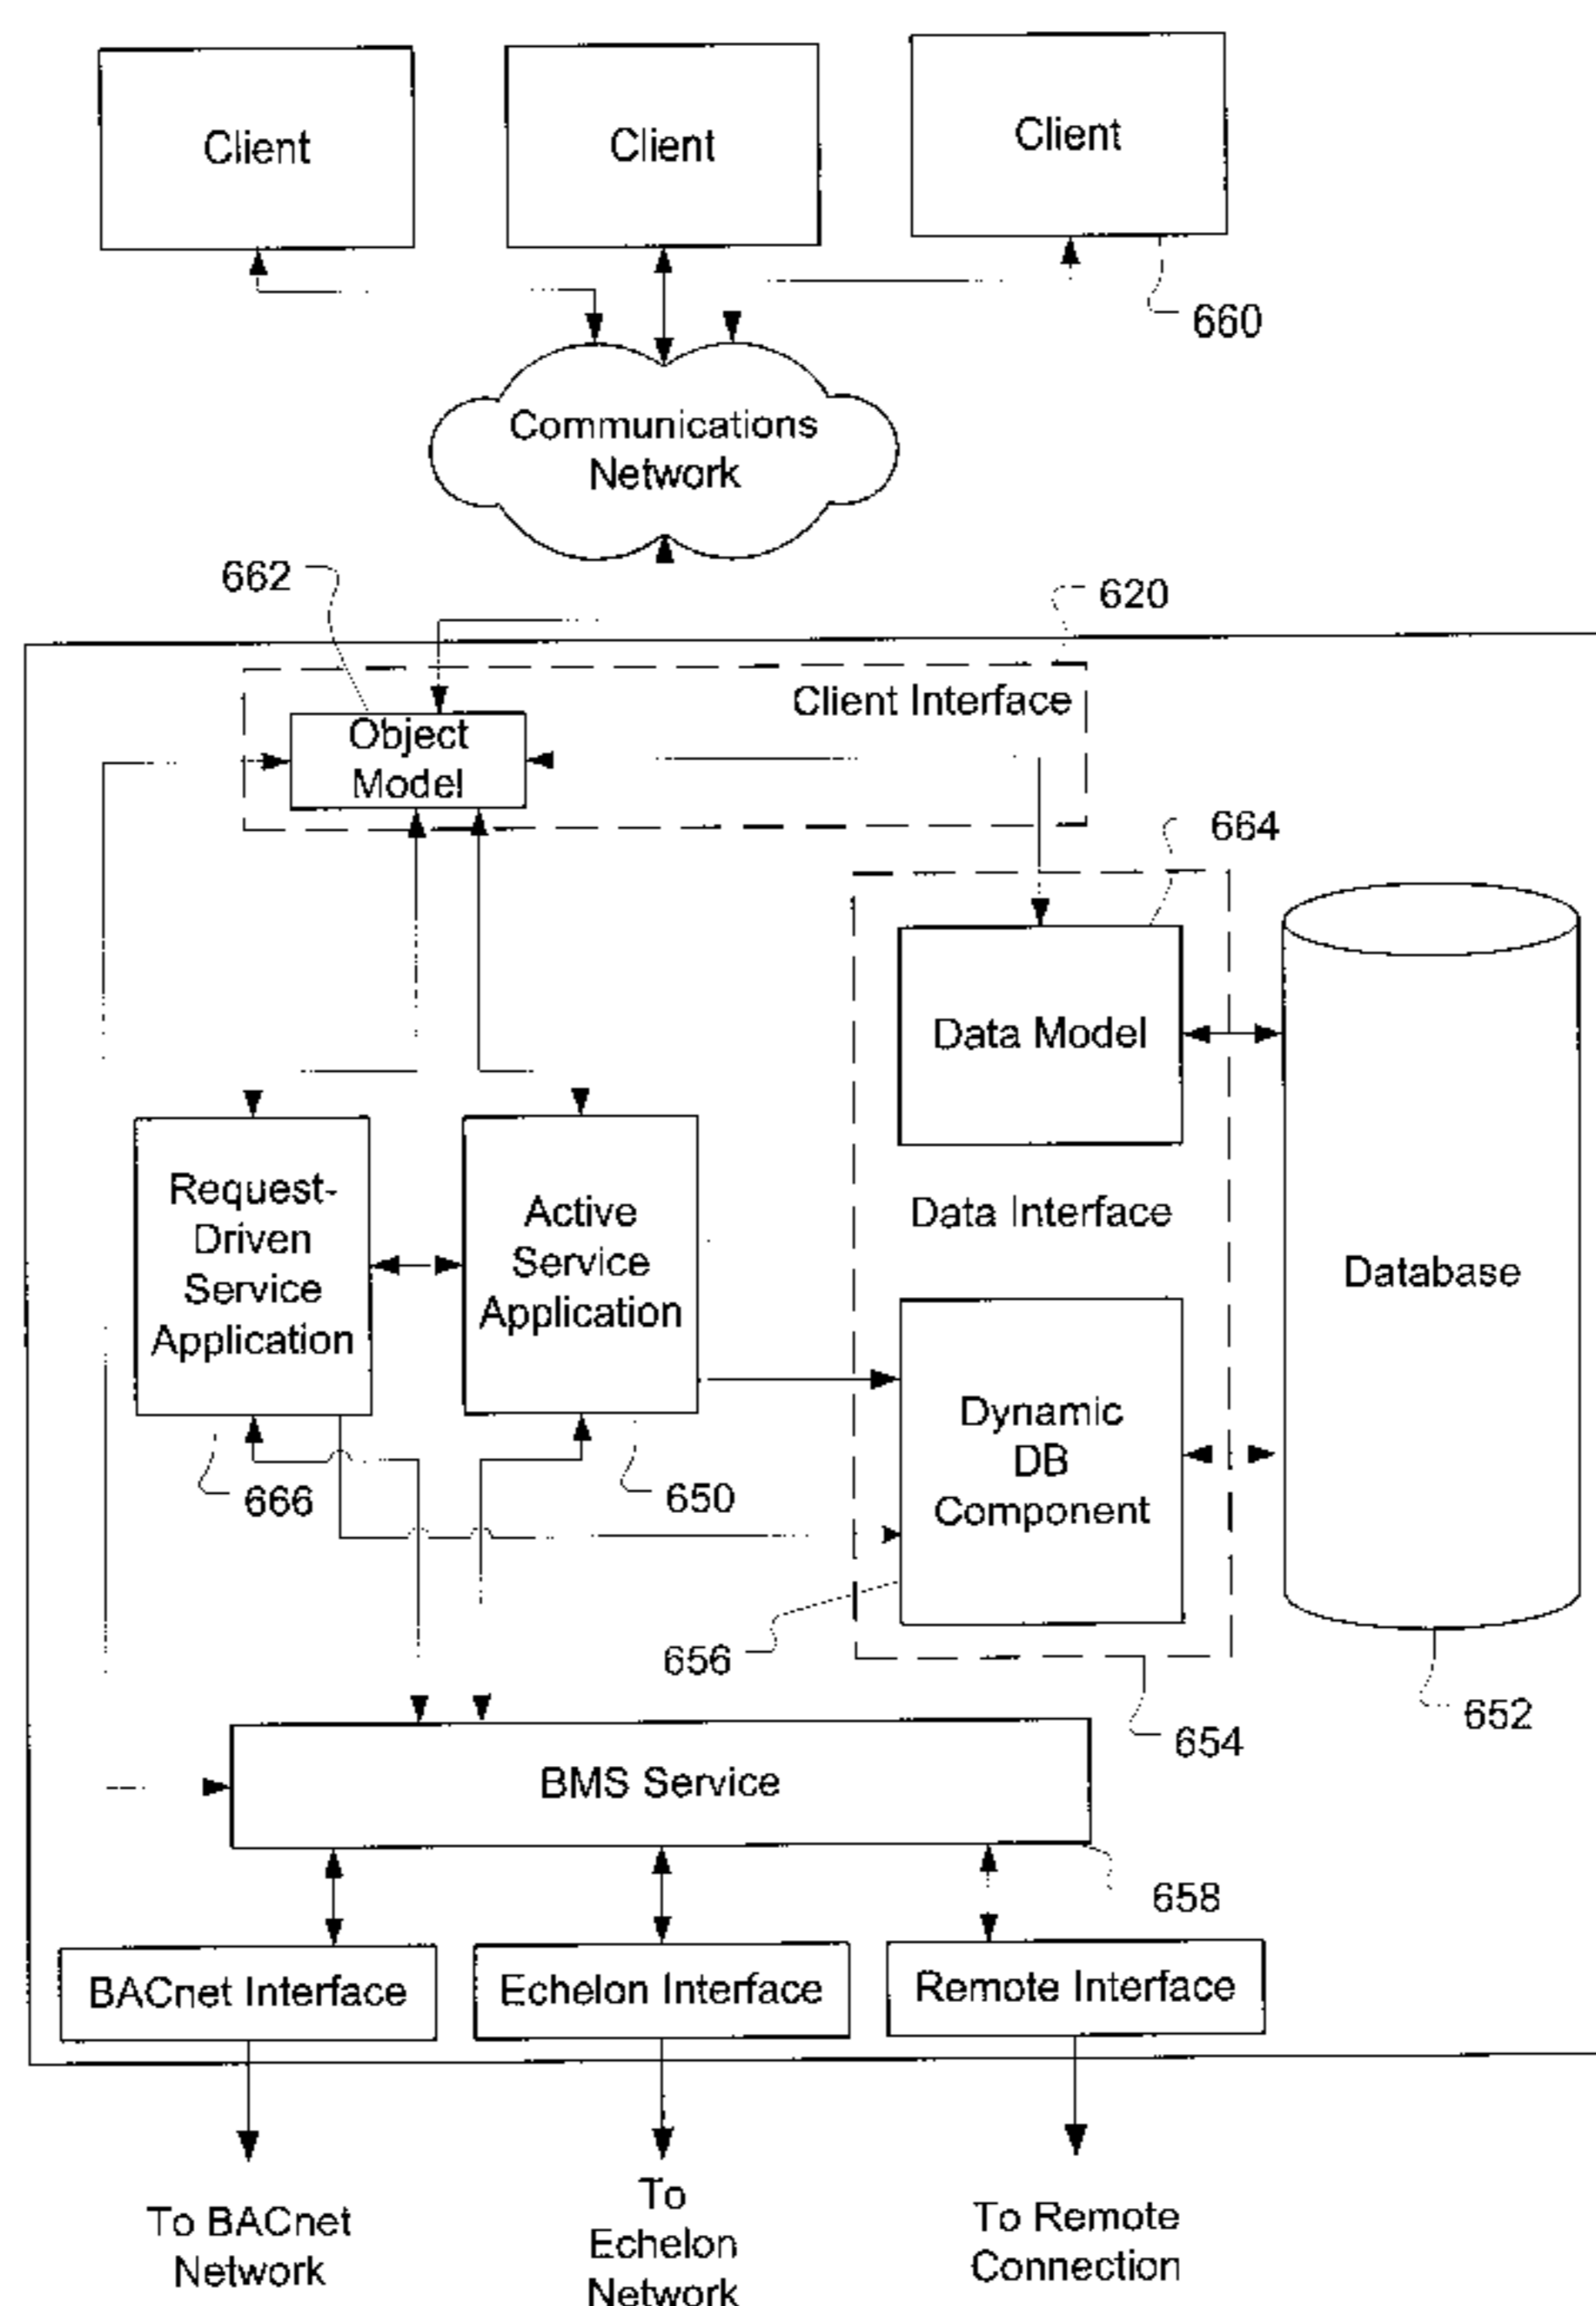 Client
Client
Client
660
Communications
Network
662
620
Client Interface
Object
Model
664
Data Model
Request-
Driven
Service
Application
Active
Service
Application
Data Interface
Database
Dynamic
DB
Component
666
650
656
654
652
BMS Service
658
BACnet Interface
Echelon Interface
Remote Interface
To BACnet
Network
To
Echelon
Network
To Remote
Connection